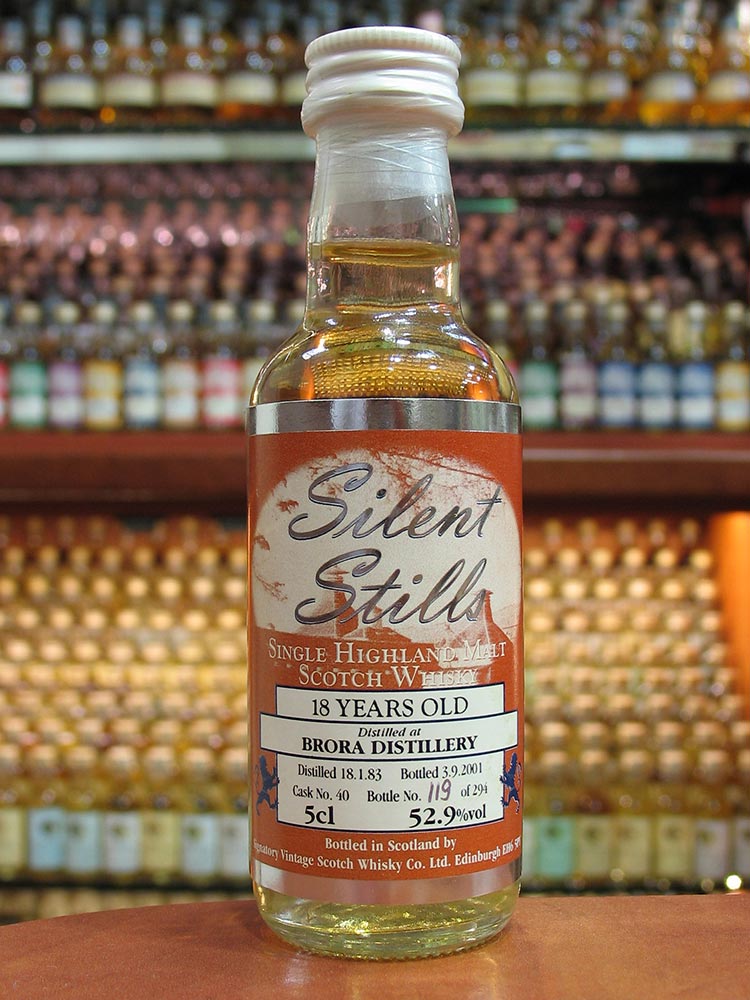 Silent
Stills
SINGLE HIGHLAND MALT
SCOTCH WHISKY
18 YEARS OLD
Distilled at
BRORA DISTILLERY
Distilled 18.1.83 Bottled 3.9.2001
Cask No. 40 Bottle No. 119 of 294
5cl 52.9%vol
Bottled in Scotland by
Vintage Scotch Whisky Co. Ltd. Edinburgh EH6